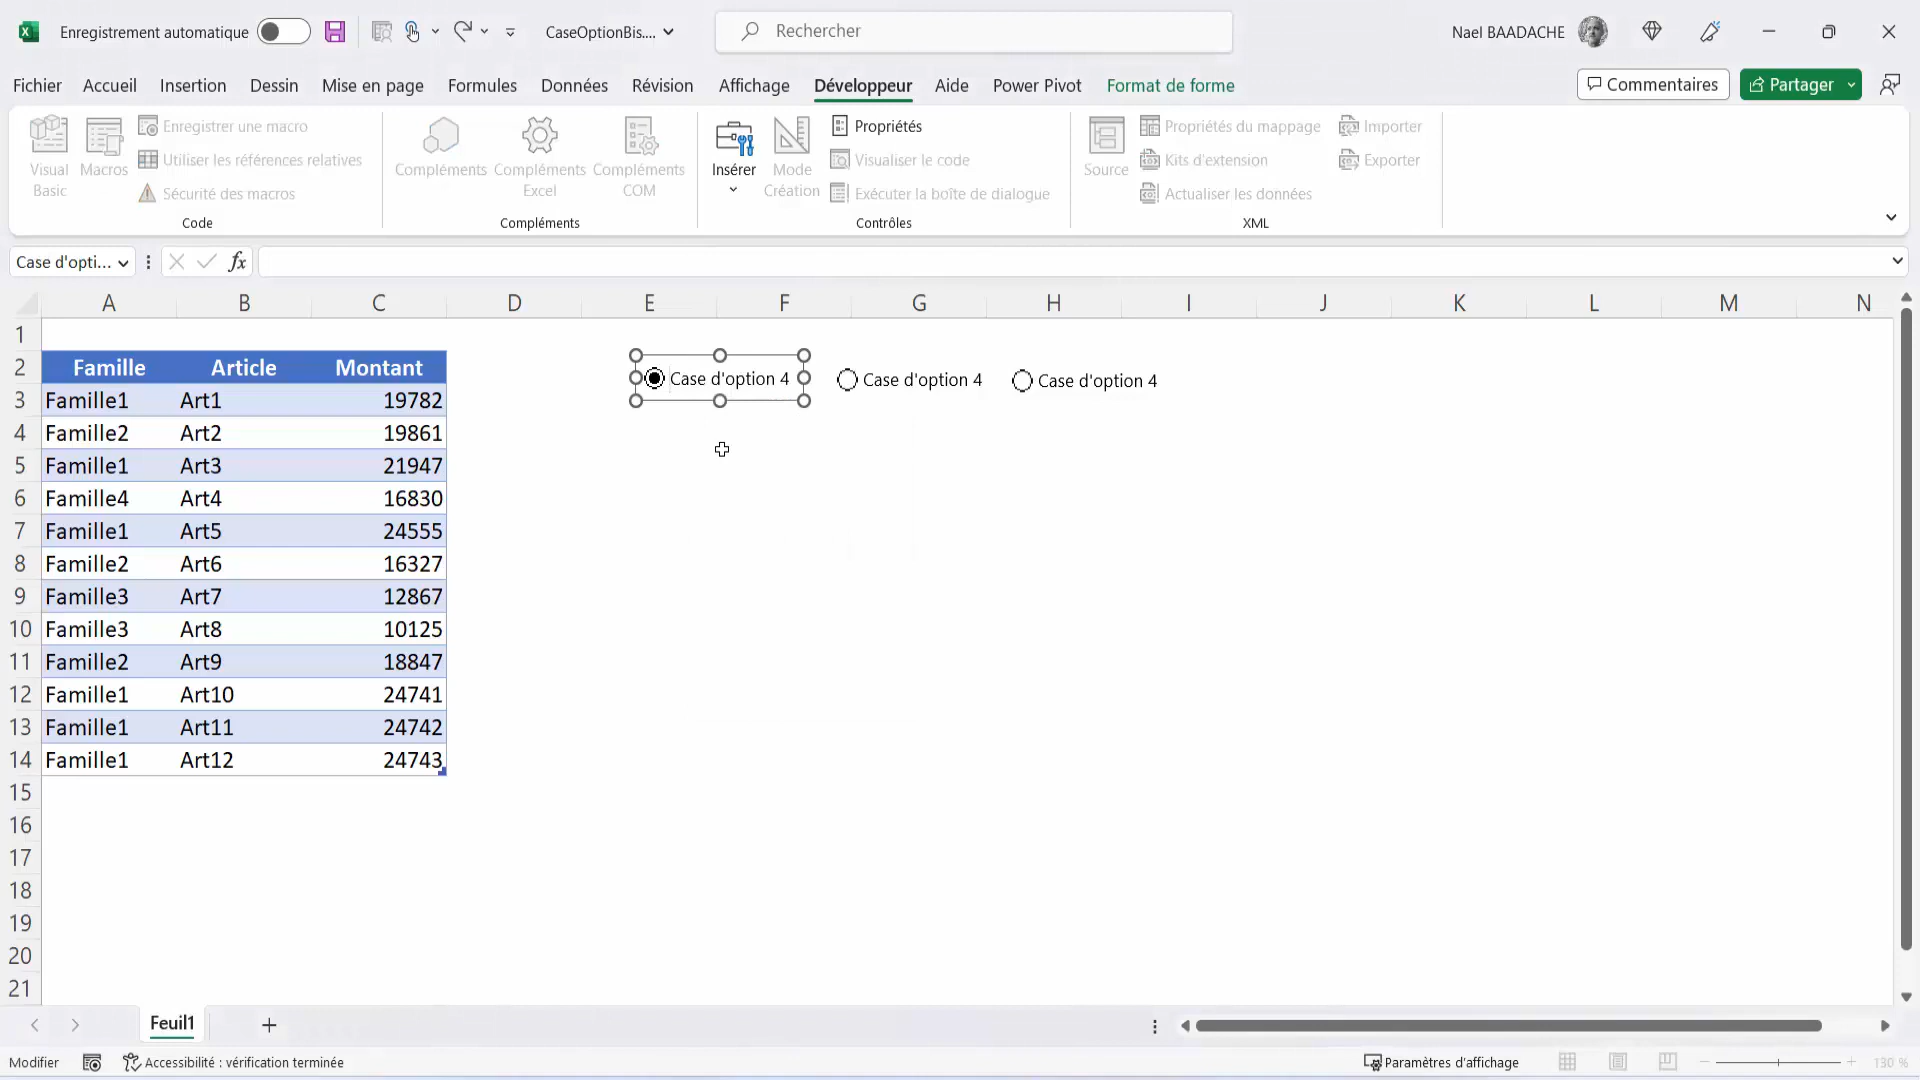 Enregistrement automatique
CaseOptionBis....
Rechercher
Nael BAADACHE
Fichier Accueil Insertion Dessin Mise en page Formules Données Révision Affichage Développeur Aide Power Pivot Format de forme
Commentaires Partager
Visual Basic
Macros
Enregistrer une macro
Utiliser les références relatives
Sécurité des macros
Code
Compléments
Compléments Excel
Compléments COM
Compléments
Insérer
Mode Création
Propriétés
Visualiser le code
Exécuter la boîte de dialogue
Contrôles
Source
Propriétés du mappage
Kits d'extension
Actualiser les données
Importer
Exporter
XML
Case d'opti...
fx
A B C D E F G H I J K L M N
1
2 Famille Article Montant
Case d'option 4 Case d'option 4 Case d'option 4
3 Famille1 Art1 19782
4 Famille2 Art2 19861
5 Famille1 Art3 21947
6 Famille4 Art4 16830
7 Famille1 Art5 24555
8 Famille2 Art6 16327
9 Famille3 Art7 12867
10 Famille3 Art8 10125
11 Famille2 Art9 18847
12 Famille1 Art10 24741
13 Famille1 Art11 24742
14 Famille1 Art12 24743
15
16
17
18
19
20
21
Feuil1
Modifier
Accessibilité : vérification terminée
Paramètres d'affichage
130 %